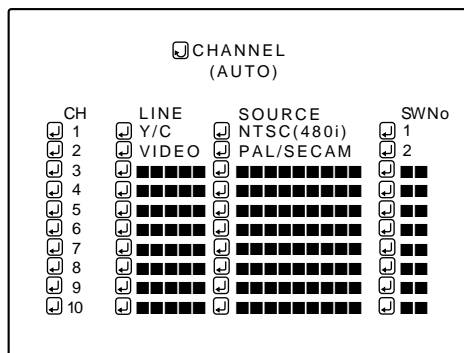 CHANNEL
(AUTO)
CH LINE SOURCE SWNo
1 Y/C NTSC(480i) 1
2 VIDEO PAL/SECAM 2
3
4
5
6
7
8
9
10